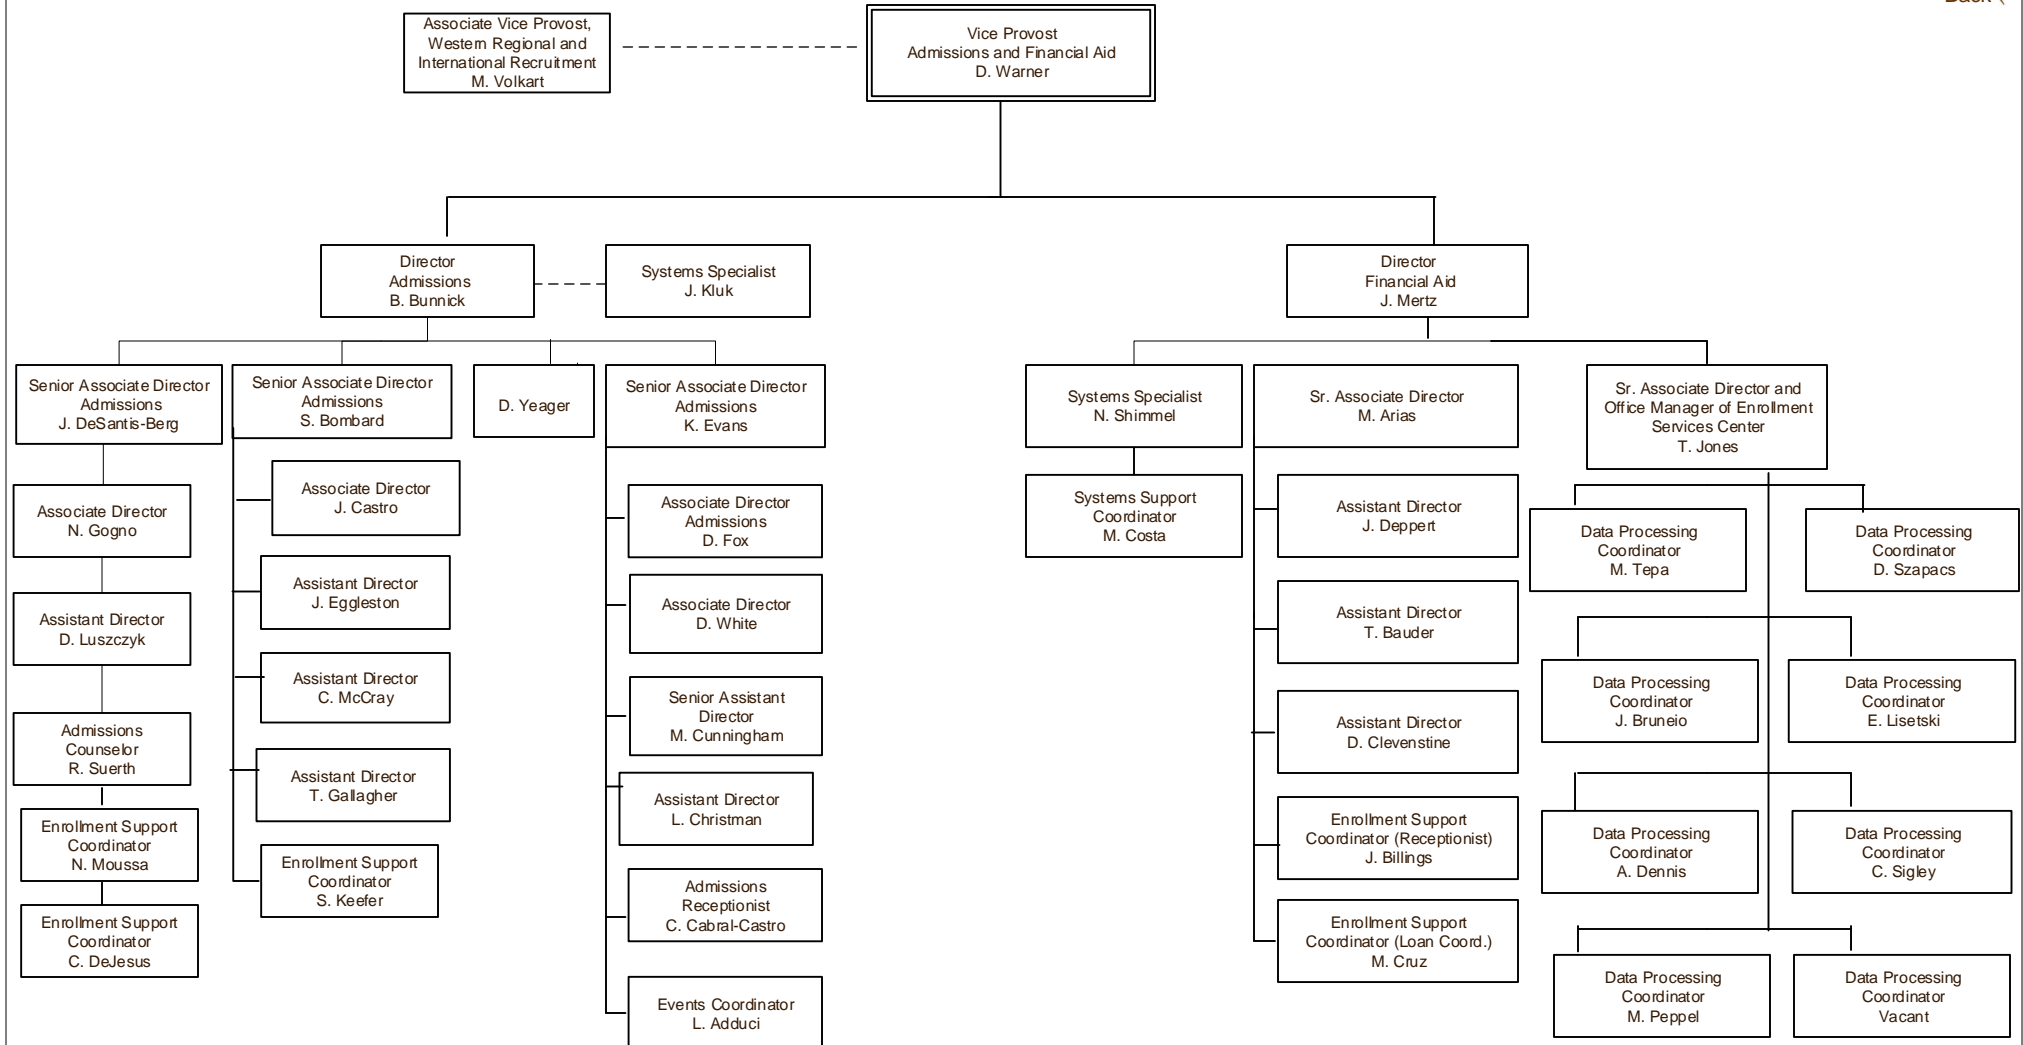 Back (
Associate Vice Provost,
Western Regional and
International Recruitment
M. Volkart
Vice Provost
Admissions and Financial Aid
D. Warner
Director
Admissions
B. Bunnick
Systems Specialist
J. Kluk
Director
Financial Aid
J. Mertz
Senior Associate Director
Admissions
J. DeSantis-Berg
Senior Associate Director
Admissions
S. Bombard
D. Yeager
Senior Associate Director
Admissions
K. Evans
Systems Specialist
N. Shimmel
Sr. Associate Director
M. Arias
Sr. Associate Director and
Office Manager of Enrollment
Services Center
T. Jones
Associate Director
N. Gogno
Assistant Director
D. Luszczyk
Admissions
Counselor
R. Suerth
Enrollment Support
Coordinator
N. Moussa
Enrollment Support
Coordinator
C. DeJesus
Associate Director
J. Castro
Assistant Director
J. Eggleston
Assistant Director
C. McCray
Assistant Director
T. Gallagher
Enrollment Support
Coordinator
S. Keefer
Associate Director
Admissions
D. Fox
Associate Director
D. White
Senior Assistant
Director
M. Cunningham
Assistant Director
L. Christman
Admissions
Receptionist
C. Cabral-Castro
Events Coordinator
L. Adduci
Systems Support
Coordinator
M. Costa
Assistant Director
J. Deppert
Assistant Director
T. Bauder
Assistant Director
D. Clevenstine
Enrollment Support
Coordinator (Receptionist)
J. Billings
Enrollment Support
Coordinator (Loan Coord.)
M. Cruz
Data Processing
Coordinator
M. Tepa
Data Processing
Coordinator
D. Szapacs
Data Processing
Coordinator
J. Bruneio
Data Processing
Coordinator
E. Lisetski
Data Processing
Coordinator
A. Dennis
Data Processing
Coordinator
C. Sigley
Data Processing
Coordinator
M. Peppel
Data Processing
Coordinator
Vacant